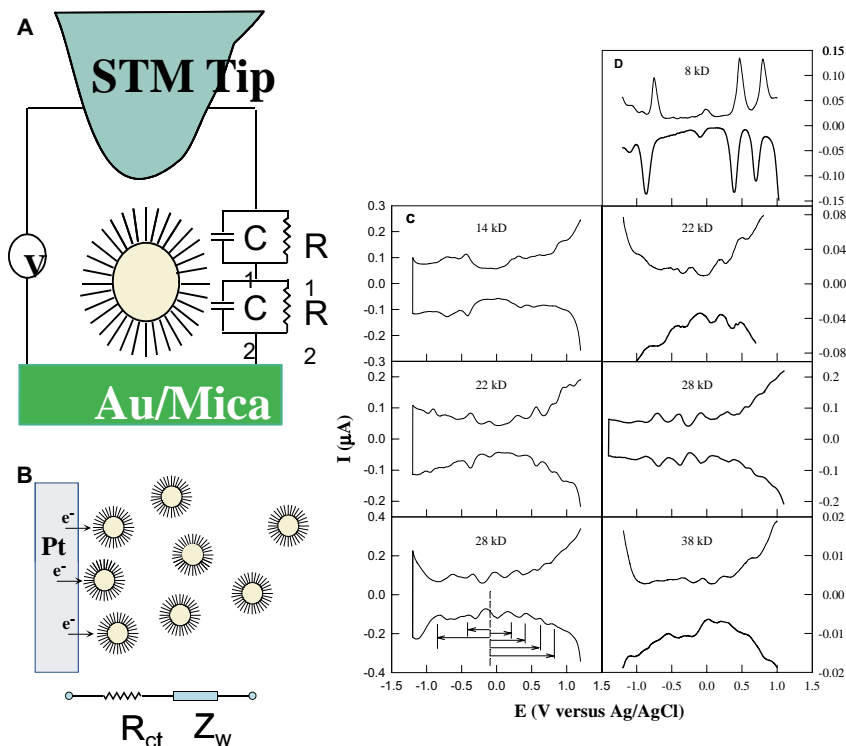 A
STM Tip
V
C
1
R
1
C
2
R
2
Au/Mica
B
e-
Pt
e-
e-
Rct
Zw
D
8 kD
0.15
0.10
0.05
0.00
-0.05
-0.10
-0.15
C
14 kD
0.3
0.2
0.1
0.0
-0.1
-0.2
-0.3
22 kD
0.08
0.04
0.00
-0.04
-0.08
22 kD
0.2
0.1
0.0
-0.1
-0.2
28 kD
0.2
0.1
0.0
-0.1
-0.2
28 kD
0.4
0.2
0.0
-0.2
-0.4
38 kD
0.02
0.01
0.00
-0.01
-0.02
I (µA)
-1.5 -1.0 -0.5 0.0 0.5 1.0 -1.5 -1.0 -0.5 0.0 0.5 1.0 1.5
E (V versus Ag/AgCl)